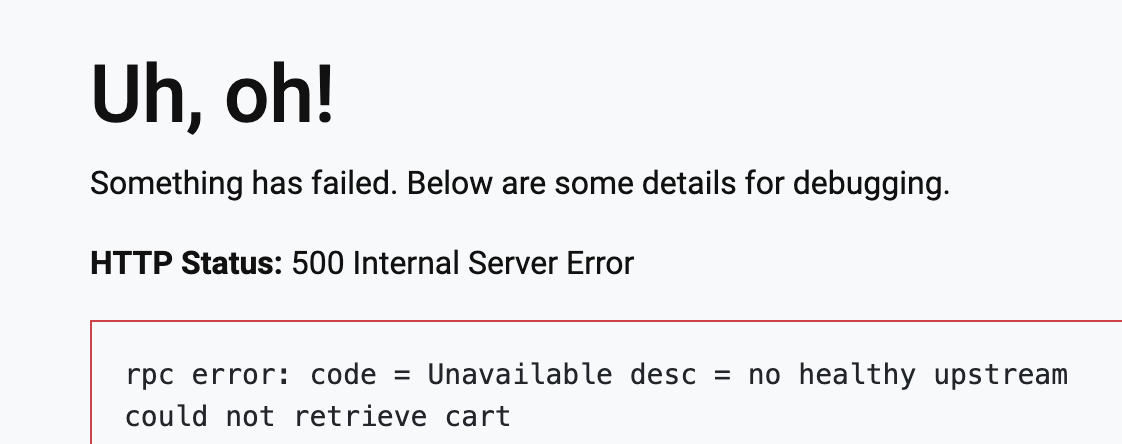 Uh, oh!
Something has failed. Below are some details for debugging.
HTTP Status: 500 Internal Server Error
rpc error: code = Unavailable desc = no healthy upstream
could not retrieve cart